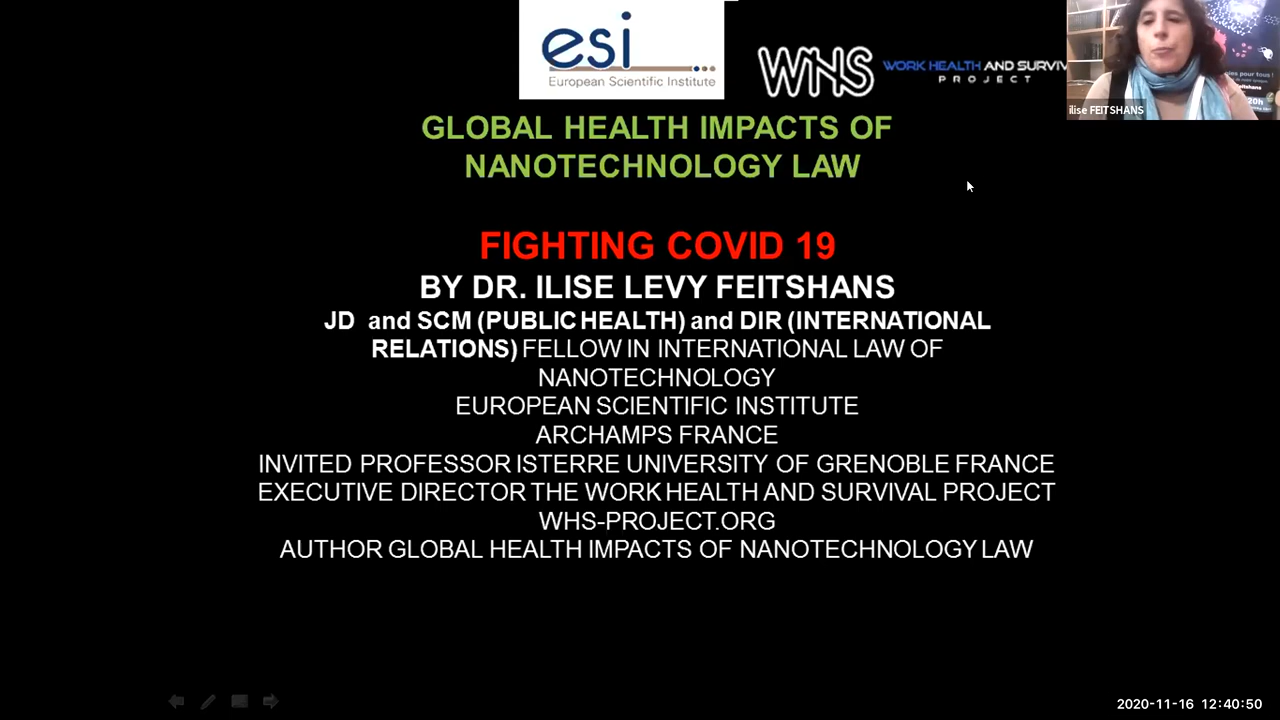 esi
European Scientific Institute
WHS
WORK HEALTH AND SURVIV
PROJECT
ilise FEITSHANS
20h
GLOBAL HEALTH IMPACTS OF
NANOTECHNOLOGY LAW
FIGHTING COVID 19
BY DR. ILISE LEVY FEITSHANS
JD and SCM (PUBLIC HEALTH) and DIR (INTERNATIONAL
RELATIONS) FELLOW IN INTERNATIONAL LAW OF
NANOTECHNOLOGY
EUROPEAN SCIENTIFIC INSTITUTE
ARCHAMPS FRANCE
INVITED PROFESSOR ISTERRE UNIVERSITY OF GRENOBLE FRANCE
EXECUTIVE DIRECTOR THE WORK HEALTH AND SURVIVAL PROJECT
WHS-PROJECT.ORG
AUTHOR GLOBAL HEALTH IMPACTS OF NANOTECHNOLOGY LAW
2020-11-16 12:40:50